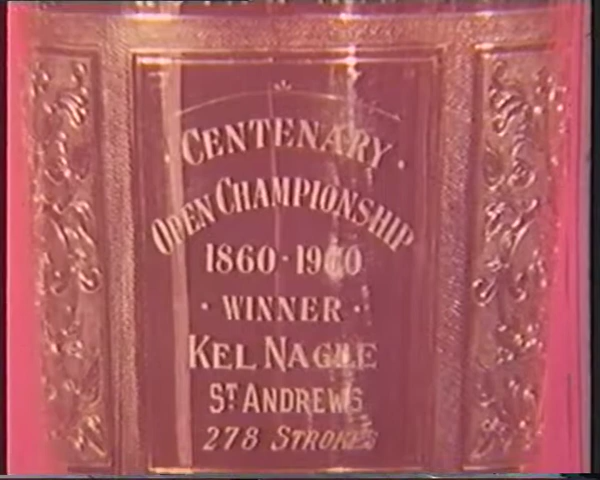 · CENTENARY ·
OPEN CHAMPIONSHIP
1860 · 1960
· WINNER ·
KEL NAGLE
ST ANDREWS
278 STROKES